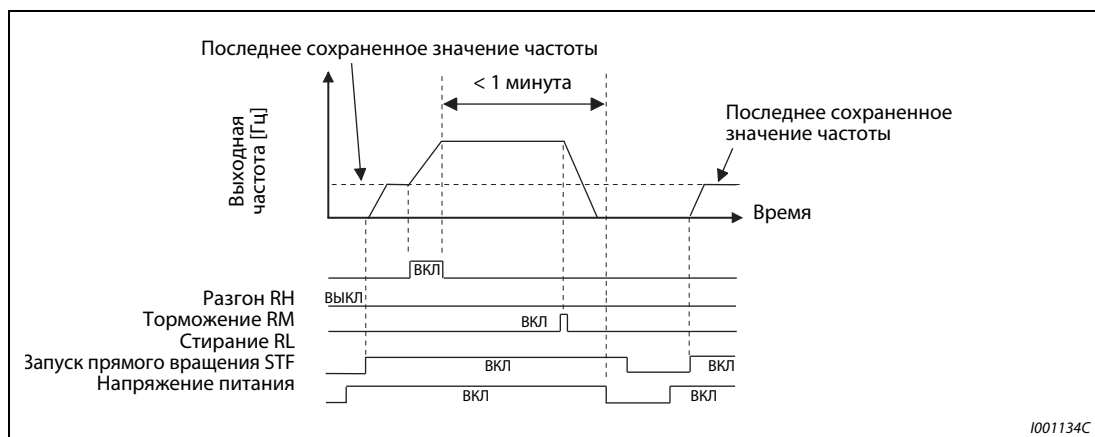 Последнее сохраненное значение частоты
< 1 минута
Последнее сохраненное
значение частоты
Выходная
частота [Гц]
Время
ВКЛ
Разгон RH
ВЫКЛ
Торможение RM
ВКЛ
Стирание RL
Запуск прямого вращения STF
ВКЛ
ВКЛ
Напряжение питания
ВКЛ
ВКЛ
I001134C